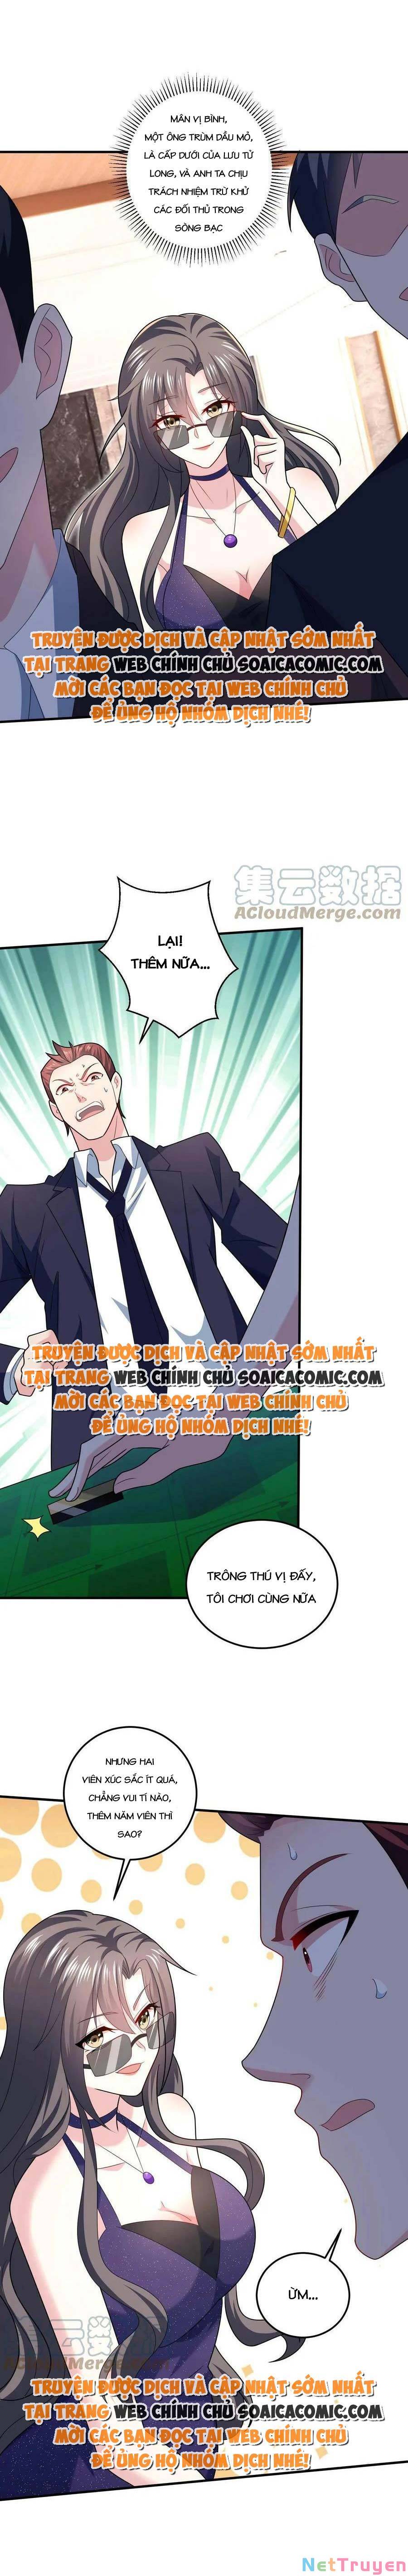 MÂN VỊ BÌNH,
MỘT ÔNG TRÙM DẦU MỎ,
LÀ CẤP DƯỚI CỦA LƯU TỬ
LONG, VÀ ANH TA CHỊU
TRÁCH NHIỆM TRỪ KHỬ
CÁC ĐỐI THỦ TRONG
SÒNG BẠC
TRUYỆN ĐƯỢC DỊCH VÀ CẬP NHẬT SỚM NHẤT
TẠI TRANG WEB CHÍNH CHỦ SOAICACOMIC.COM
MỜI CÁC BẠN ĐỌC TẠI WEB CHÍNH CHỦ
ĐỂ ỦNG HỘ NHÓM DỊCH NHÉ!
集云数据
ACloudMerge.com
LẠI!
THÊM NỮA...
TRUYỆN ĐƯỢC DỊCH VÀ CẬP NHẬT SỚM NHẤT
TẠI TRANG WEB CHÍNH CHỦ SOAICACOMIC.COM
MỜI CÁC BẠN ĐỌC TẠI WEB CHÍNH CHỦ
ĐỂ ỦNG HỘ NHÓM DỊCH NHÉ!
TRÔNG THÚ VỊ ĐẤY,
TÔI CHƠI CÙNG NỮA
NHƯNG HAI
VIÊN XÚC SẮC ÍT QUÁ,
CHẲNG VUI TÍ NÀO,
THÊM NĂM VIÊN THÌ
SAO?
ỪM...
集云数据
ACloudMerge.com
TRUYỆN ĐƯỢC DỊCH VÀ CẬP NHẬT SỚM NHẤT
TẠI TRANG WEB CHÍNH CHỦ SOAICACOMIC.COM
MỜI CÁC BẠN ĐỌC TẠI WEB CHÍNH CHỦ
ĐỂ ỦNG HỘ NHÓM DỊCH NHÉ!
NetTruyen